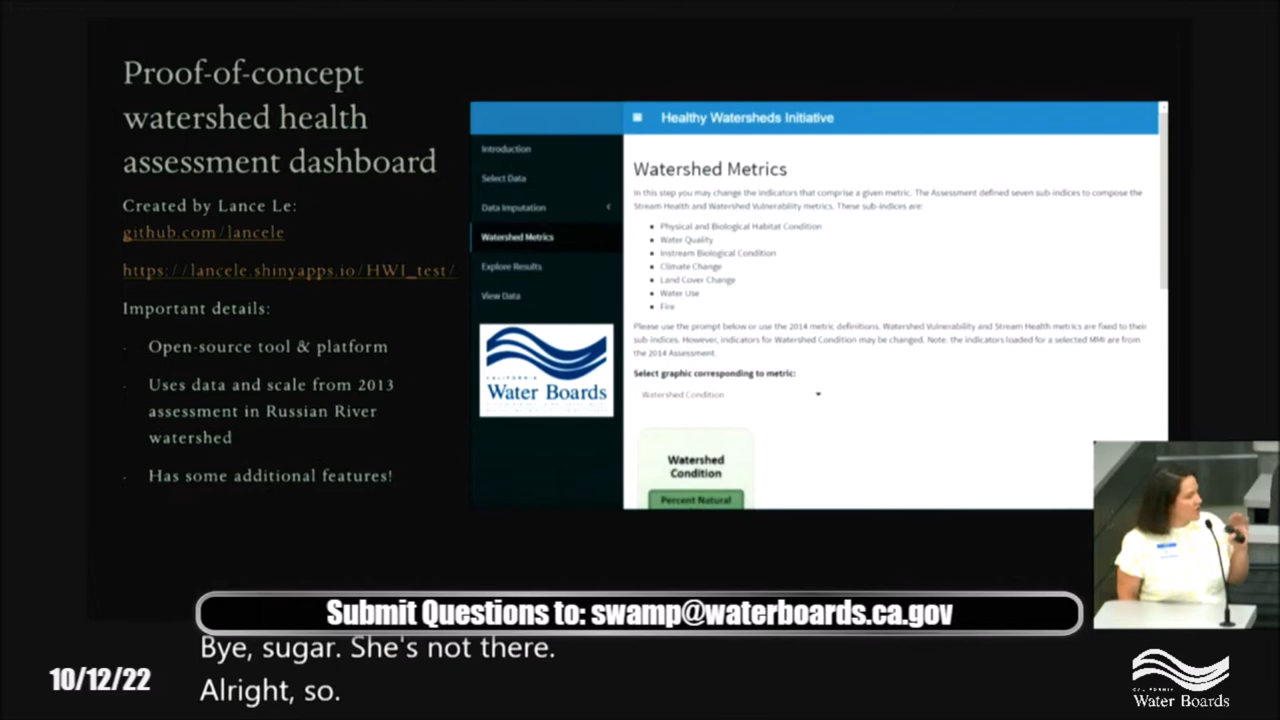 Proof-of-concept
watershed health
assessment dashboard
Created by Lance Le:
github.com/lancele
https://lancele.shinyapps.io/HWI_test/
Important details:
Open-source tool & platform
Uses data and scale from 2013
assessment in Russian River
watershed
Has some additional features!
Healthy Watersheds Initiative
Introduction
Select Data
Data Imputation
Watershed Metrics
Explore Results
View Data
CALIFORNIA
Water Boards
Watershed Metrics
In this step you may change the indicators that comprise a given metric. The Assessment defined seven sub-indices to compose the
Stream Health and Watershed Vulnerability metrics. These sub-indices are:
Physical and Biological Habitat Condition
Water Quality
Instream Biological Condition
Climate Change
Land Cover Change
Water Use
Fire
Please use the prompt below or use the 2014 metric definitions. Watershed Vulnerability and Stream Health metrics are fixed to their
sub-indices. However, indicators for Watershed Condition may be changed. Note: the indicators loaded for a selected MMI are from
the 2014 Assessment.
Select graphic corresponding to metric:
Watershed Condition
Watershed
Condition
Percent Natural
Submit Questions to: swamp@waterboards.ca.gov
Bye, sugar. She's not there.
Alright, so.
10/12/22
CALIFORNIA
Water Boards